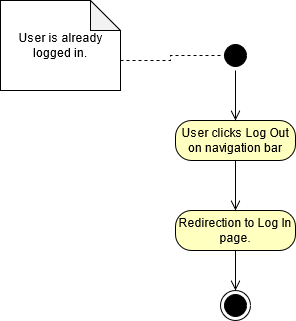 User is already
logged in.
User clicks Log Out
on navigation bar
Redirection to Log In
page.